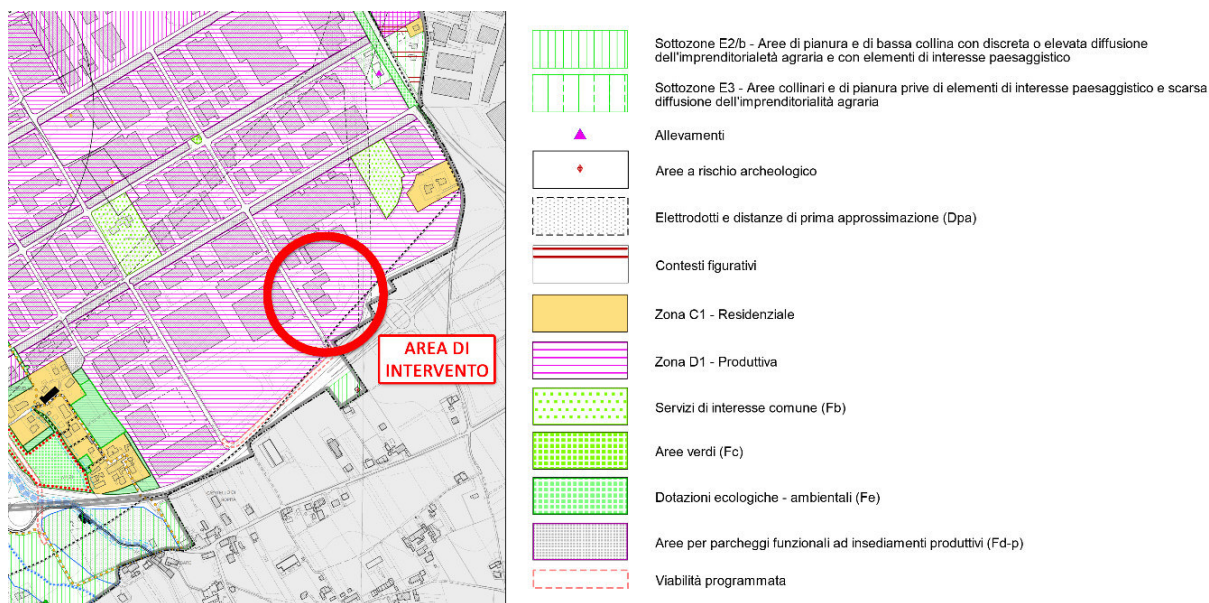 AREA DI
INTERVENTO
Sottozone E2/b - Aree di pianura e di bassa collina con discreta o elevata diffusione
dell'imprenditorialetà agraria e con elementi di interesse paesaggistico
Sottozone E3 - Aree collinari e di pianura prive di elementi di interesse paesaggistico e scarsa
diffusione dell'imprenditorialità agraria
Allevamenti
Aree a rischio archeologico
Elettrodotti e distanze di prima approssimazione (Dpa)
Contesti figurativi
Zona C1 - Residenziale
Zona D1 - Produttiva
Servizi di interesse comune (Fb)
Aree verdi (Fc)
Dotazioni ecologiche - ambientali (Fe)
Aree per parcheggi funzionali ad insediamenti produttivi (Fd-p)
Viabilità programmata